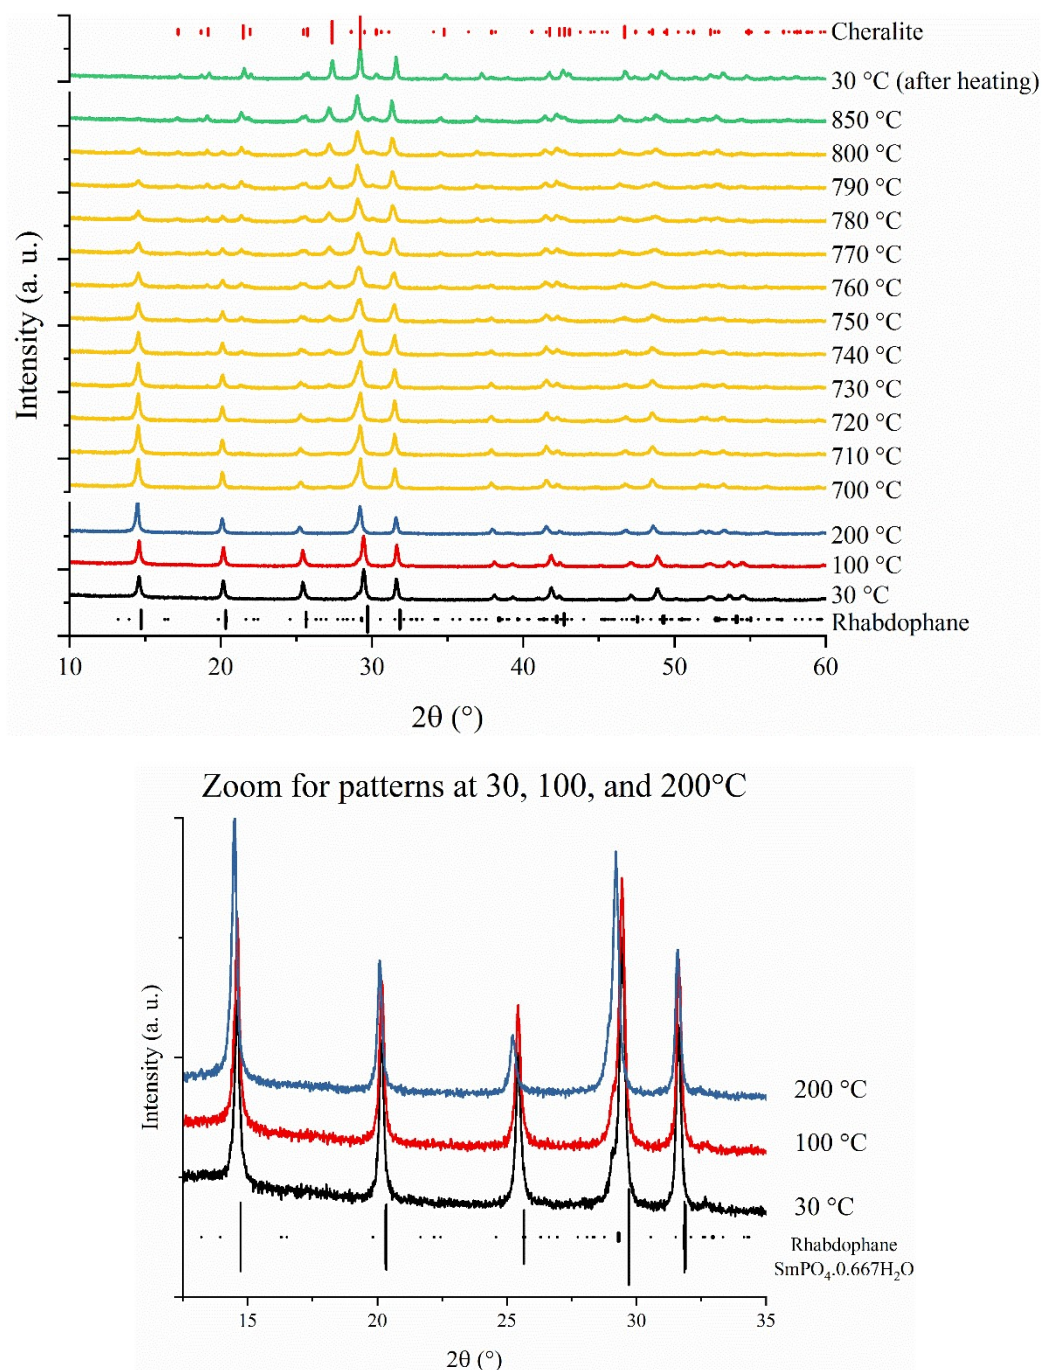 Cheralite
30 °C (after heating)
850 °C
800 °C
790 °C
780 °C
770 °C
760 °C
750 °C
740 °C
730 °C
720 °C
710 °C
700 °C
200 °C
100 °C
30 °C
Rhabdophane
Intensity (a. u.)
10 20 30 40 50 60
2θ (°)
Zoom for patterns at 30, 100, and 200°C
Intensity (a. u.)
200 °C
100 °C
30 °C
Rhabdophane
SmPO₄.0.667H₂O
15 20 25 30 35
2θ (°)